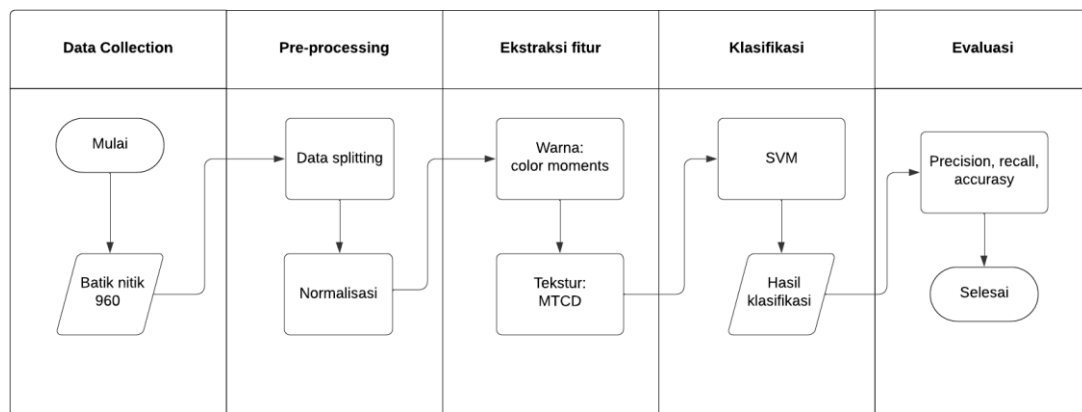 Data Collection
Pre-processing
Ekstraksi fitur
Klasifikasi
Evaluasi
Mulai
Batik nitik
960
Data splitting
Normalisasi
Warna:
color moments
Tekstur:
MTCD
SVM
Hasil
klasifikasi
Precision, recall,
accurasy
Selesai